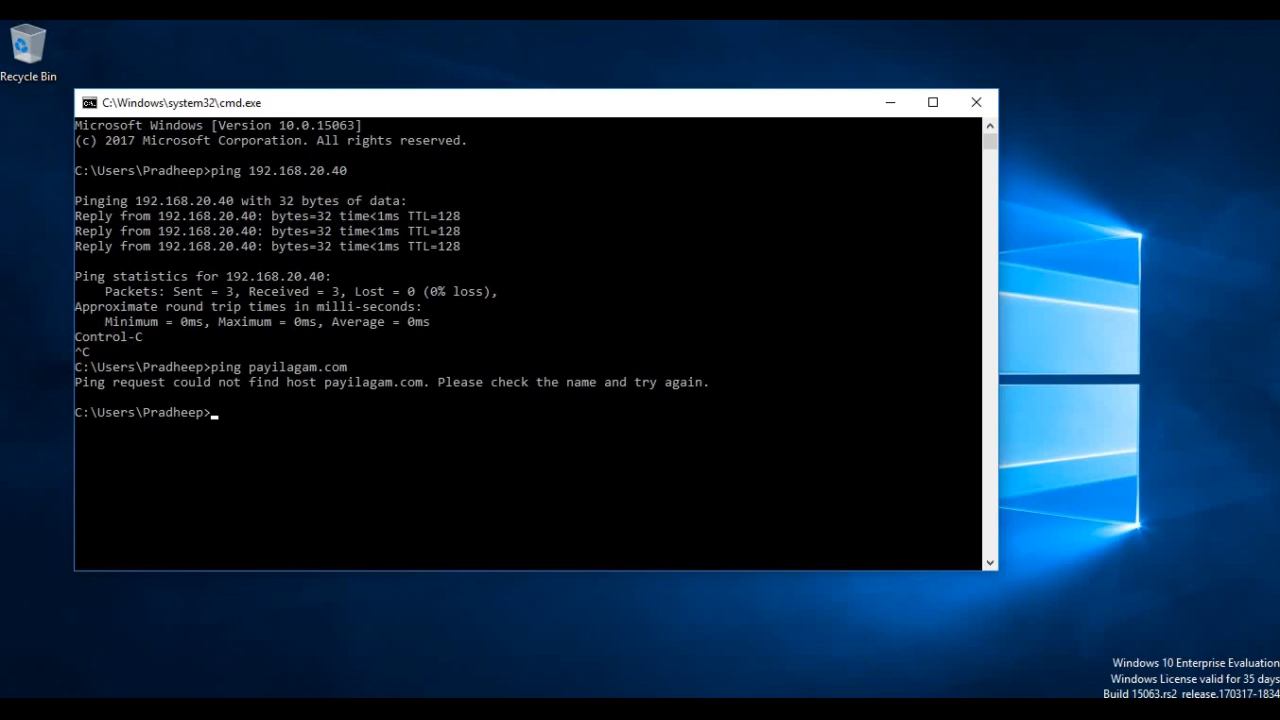 Recycle Bin
C:\Windows\system32\cmd.exe
Microsoft Windows [Version 10.0.15063]
(c) 2017 Microsoft Corporation. All rights reserved.
C:\Users\Pradheep>ping 192.168.20.40
Pinging 192.168.20.40 with 32 bytes of data:
Reply from 192.168.20.40: bytes=32 time<1ms TTL=128
Reply from 192.168.20.40: bytes=32 time<1ms TTL=128
Reply from 192.168.20.40: bytes=32 time<1ms TTL=128
Ping statistics for 192.168.20.40:
    Packets: Sent = 3, Received = 3, Lost = 0 (0% loss),
Approximate round trip times in milli-seconds:
    Minimum = 0ms, Maximum = 0ms, Average = 0ms
Control-C
^C
C:\Users\Pradheep>ping payilagam.com
Ping request could not find host payilagam.com. Please check the name and try again.
C:\Users\Pradheep>
Windows 10 Enterprise Evaluation
Windows License valid for 35 days
Build 15063.rs2_release.170317-1834